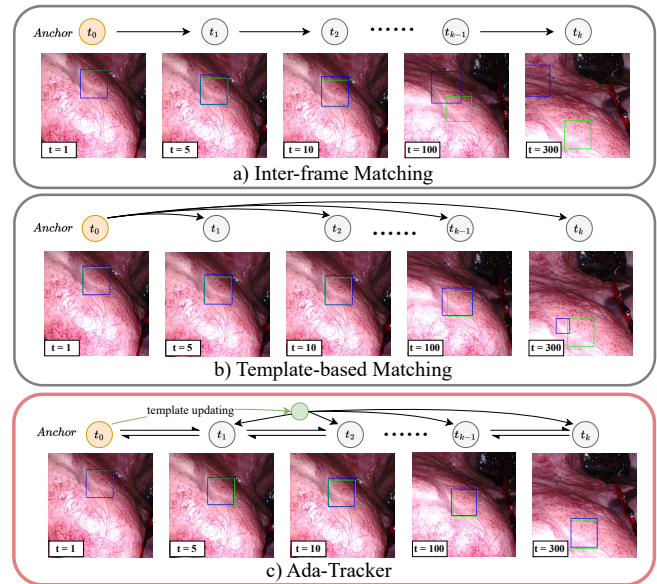 Anchor t₀ t₁ t₂ ...... tₖ₋₁ tₖ
t = 1 t = 5 t = 10 t = 100 t = 300
a) Inter-frame Matching
Anchor t₀ t₁ t₂ ...... tₖ₋₁ tₖ
t = 1 t = 5 t = 10 t = 100 t = 300
b) Template-based Matching
template updating
Anchor t₀ t₁ t₂ ...... tₖ₋₁ tₖ
t = 1 t = 5 t = 10 t = 100 t = 300
c) Ada-Tracker